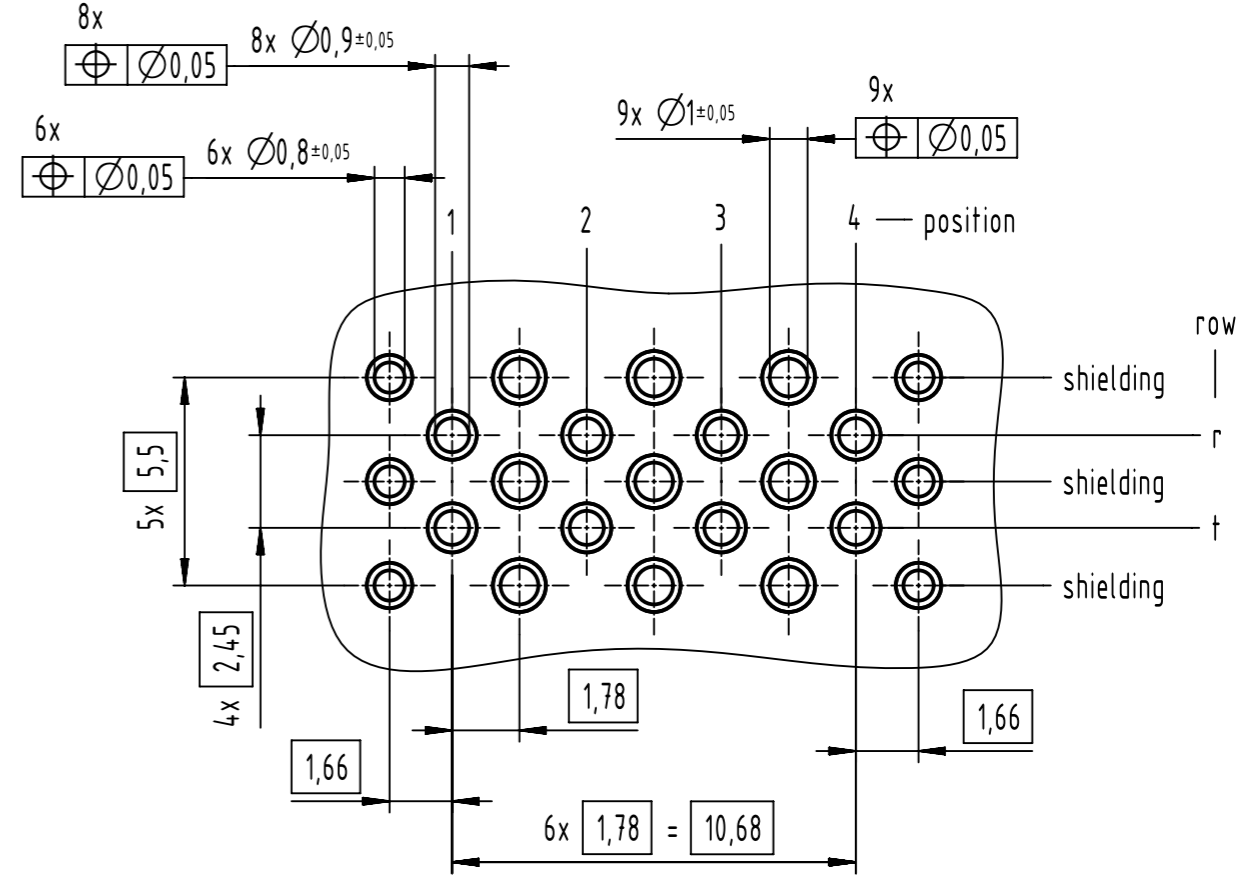 8x
⌖ ∅0,05
8x ∅0,9±0,05
6x
⌖ ∅0,05
6x ∅0,8±0,05
9x ∅1±0,05
9x
⌖ ∅0,05
1
2
3
4 — position
row
shielding
r
shielding
t
shielding
5x 5,5
4x 2,45
1,78
1,66
1,66
6x 1,78 = 10,68